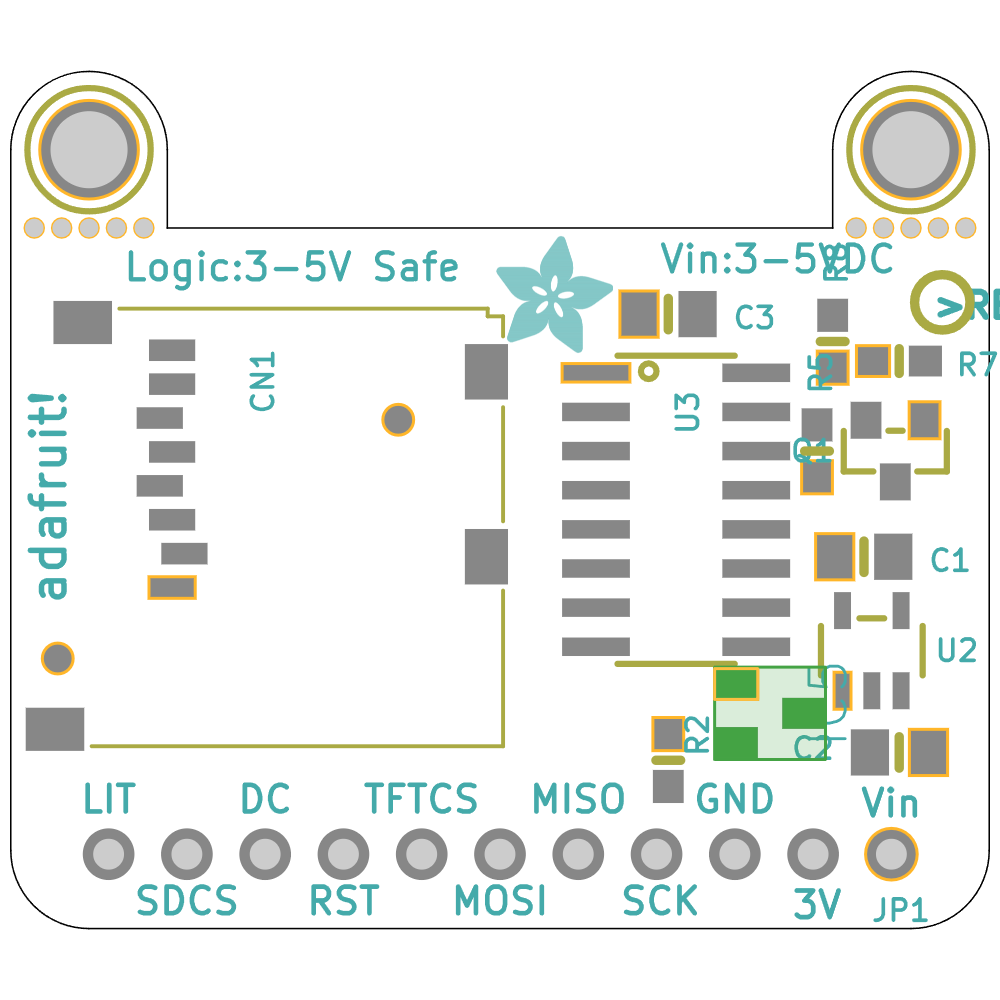 Logic:3-5V Safe
Vin:3-5VDC
R8
>RE
C3
R7
R5
CN1
U3
Q1
adafruit!
C1
U2
R2
C2
LIT
DC
TFTCS
MISO
GND
Vin
SDCS
RST
MOSI
SCK
3V
JP1